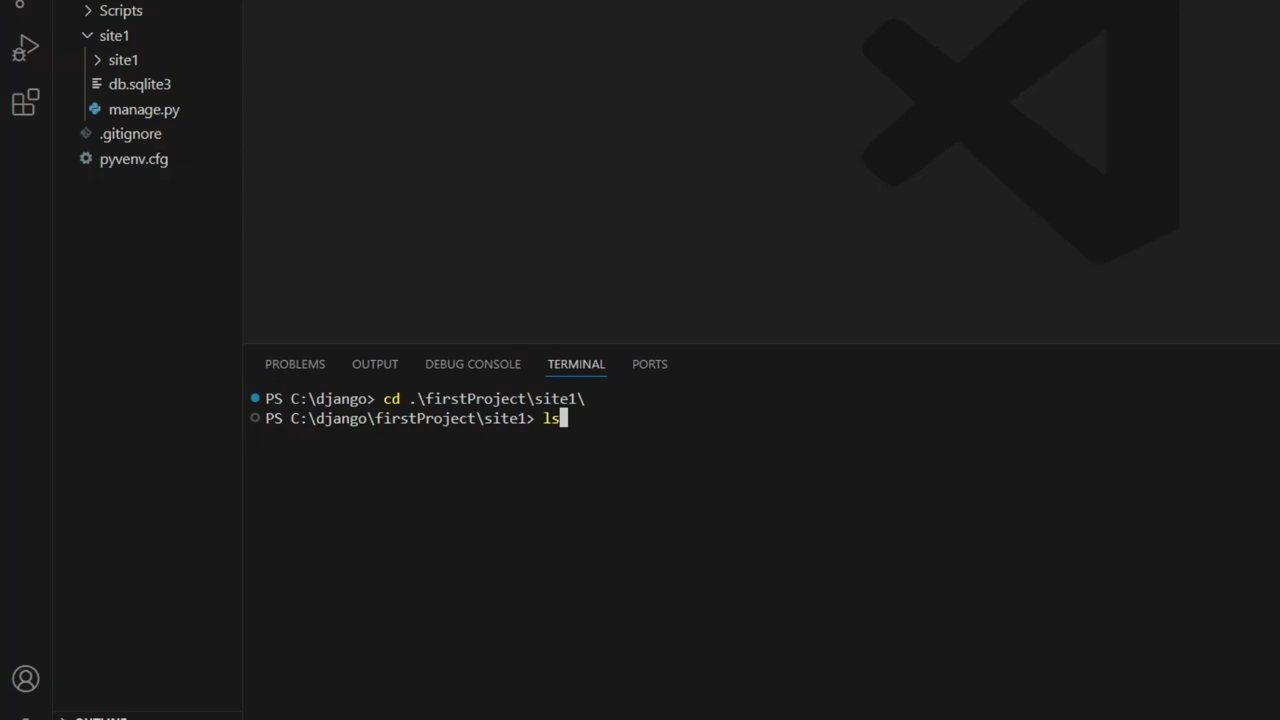 Scripts
site1
site1
db.sqlite3
manage.py
.gitignore
pyvenv.cfg
PROBLEMS OUTPUT DEBUG CONSOLE TERMINAL PORTS
PS C:\django> cd .\firstProject\site1\
PS C:\django\firstProject\site1> ls
OUTLINE